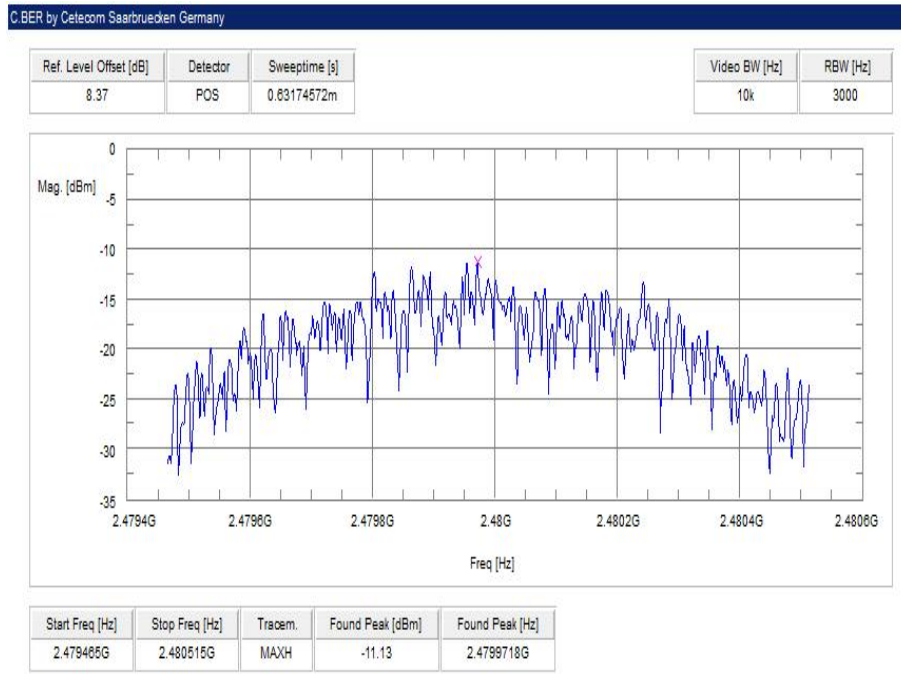 C.BER by Cetecom Saarbruecken Germany
Ref. Level Offset [dB] Detector Sweeptime [s] Video BW [Hz] RBW [Hz]
8.37 POS 0.63174572m 10k 3000
0
Mag. [dBm]
-5
-10
-15
-20
-25
-30
-35
2.4794G 2.4796G 2.4798G 2.48G 2.4802G 2.4804G 2.4806G
Freq [Hz]
Start Freq [Hz] Stop Freq [Hz] Tracem. Found Peak [dBm] Found Peak [Hz]
2.479465G 2.480515G MAXH -11.13 2.4799718G